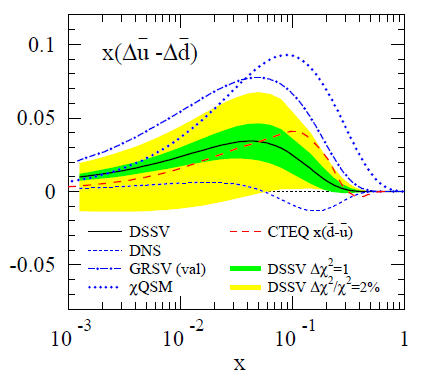 0.1
x(Δū -Δd̄)
0.05
0
-0.05
DSSV
CTEQ x(d̄-ū)
DNS
GRSV (val)
DSSV Δχ²=1
χQSM
DSSV Δχ²/χ²=2%
10⁻³ 10⁻² 10⁻¹ 1
x